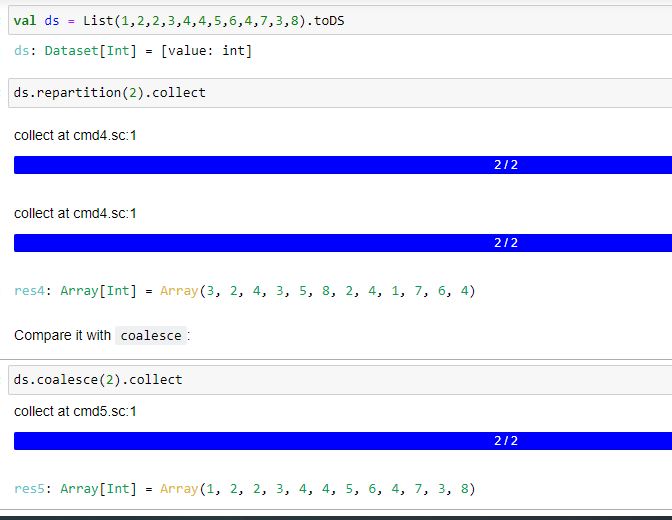 val ds = List(1,2,2,3,4,4,5,6,4,7,3,8).toDS
ds: Dataset[Int] = [value: int]
ds.repartition(2).collect
collect at cmd4.sc:1
2 / 2
collect at cmd4.sc:1
2 / 2
res4: Array[Int] = Array(3, 2, 4, 3, 5, 8, 2, 4, 1, 7, 6, 4)
Compare it with coalesce :
ds.coalesce(2).collect
collect at cmd5.sc:1
2 / 2
res5: Array[Int] = Array(1, 2, 2, 3, 4, 4, 5, 6, 4, 7, 3, 8)